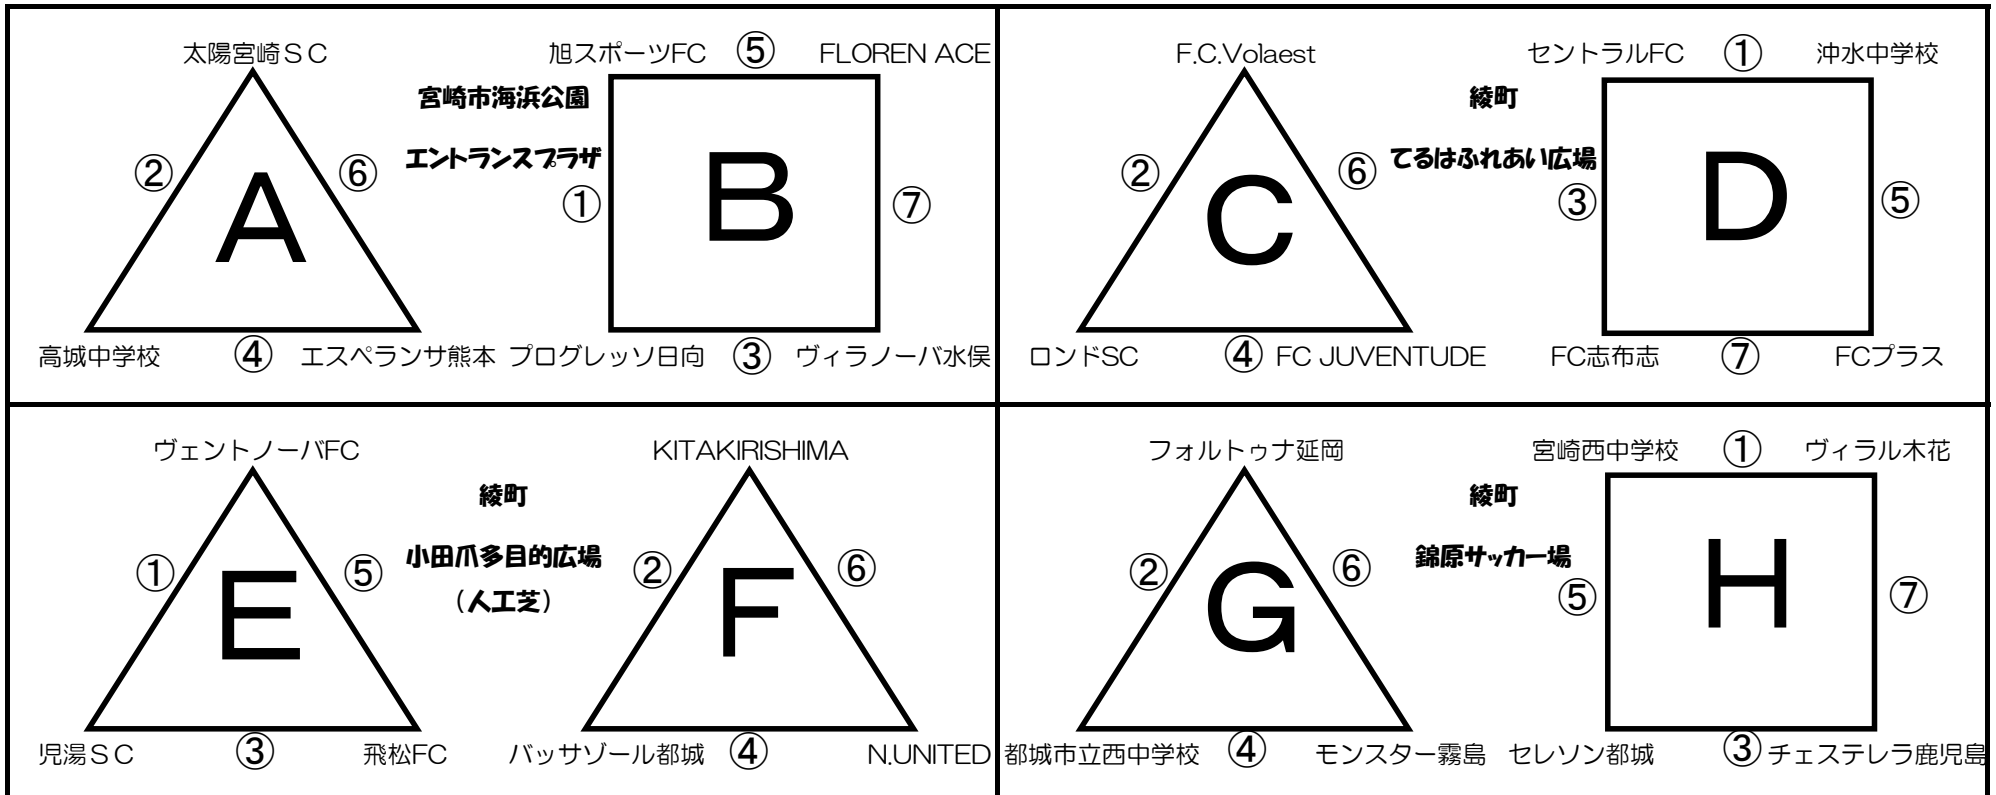 太陽宮崎ＳＣ
② A ⑥
高城中学校 ④ エスペランサ熊本
宮崎市海浜公園
エントランスプラザ
旭スポーツFC ⑤ FLOREN ACE
① B ⑦
プログレッソ日向 ③ ヴィラノーバ水俣
F.C.Volaest
② C ⑥
ロンドSC ④ FC JUVENTUDE
綾町
てるはふれあい広場
セントラルFC ① 沖水中学校
③ D ⑤
FC志布志 ⑦ FCプラス
ヴェントノーバFC
① E ⑤
児湯ＳＣ ③ 飛松FC
綾町
小田爪多目的広場
（人工芝）
KITAKIRISHIMA
② F ⑥
バッサゾール都城 ④ N.UNITED
フォルトゥナ延岡
② G ⑥
都城市立西中学校 ④ モンスター霧島
綾町
錦原サッカー場
宮崎西中学校 ① ヴィラル木花
⑤ H ⑦
セレソン都城 ③ チェステレラ鹿児島